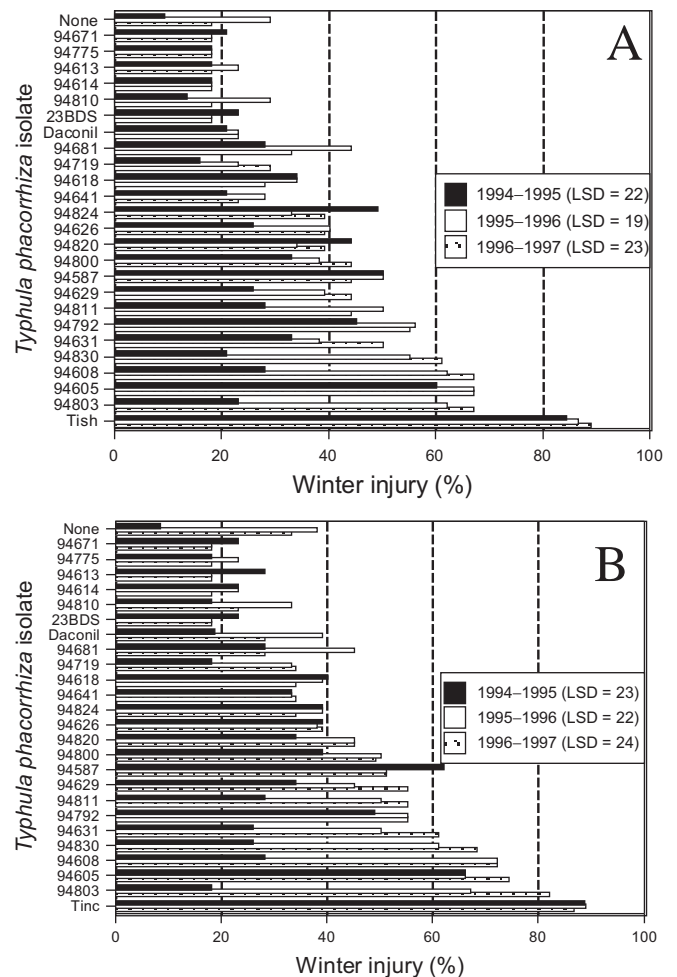 A
None
94671
94775
94613
94614
94810
23BDS
Daconil
94681
94719
94618
94641
94824
94626
94820
94800
94587
94629
94811
94792
94631
94830
94608
94605
94803
Tish
Typhula phacorrhiza isolate
1994–1995 (LSD = 22)
1995–1996 (LSD = 19)
1996–1997 (LSD = 23)
0 20 40 60 80 100
Winter injury (%)
B
None
94671
94775
94613
94614
94810
23BDS
Daconil
94681
94719
94618
94641
94824
94626
94820
94800
94587
94629
94811
94792
94631
94830
94608
94605
94803
Tinc
Typhula phacorrhiza isolate
1994–1995 (LSD = 23)
1995–1996 (LSD = 22)
1996–1997 (LSD = 24)
0 20 40 60 80 100
Winter injury (%)